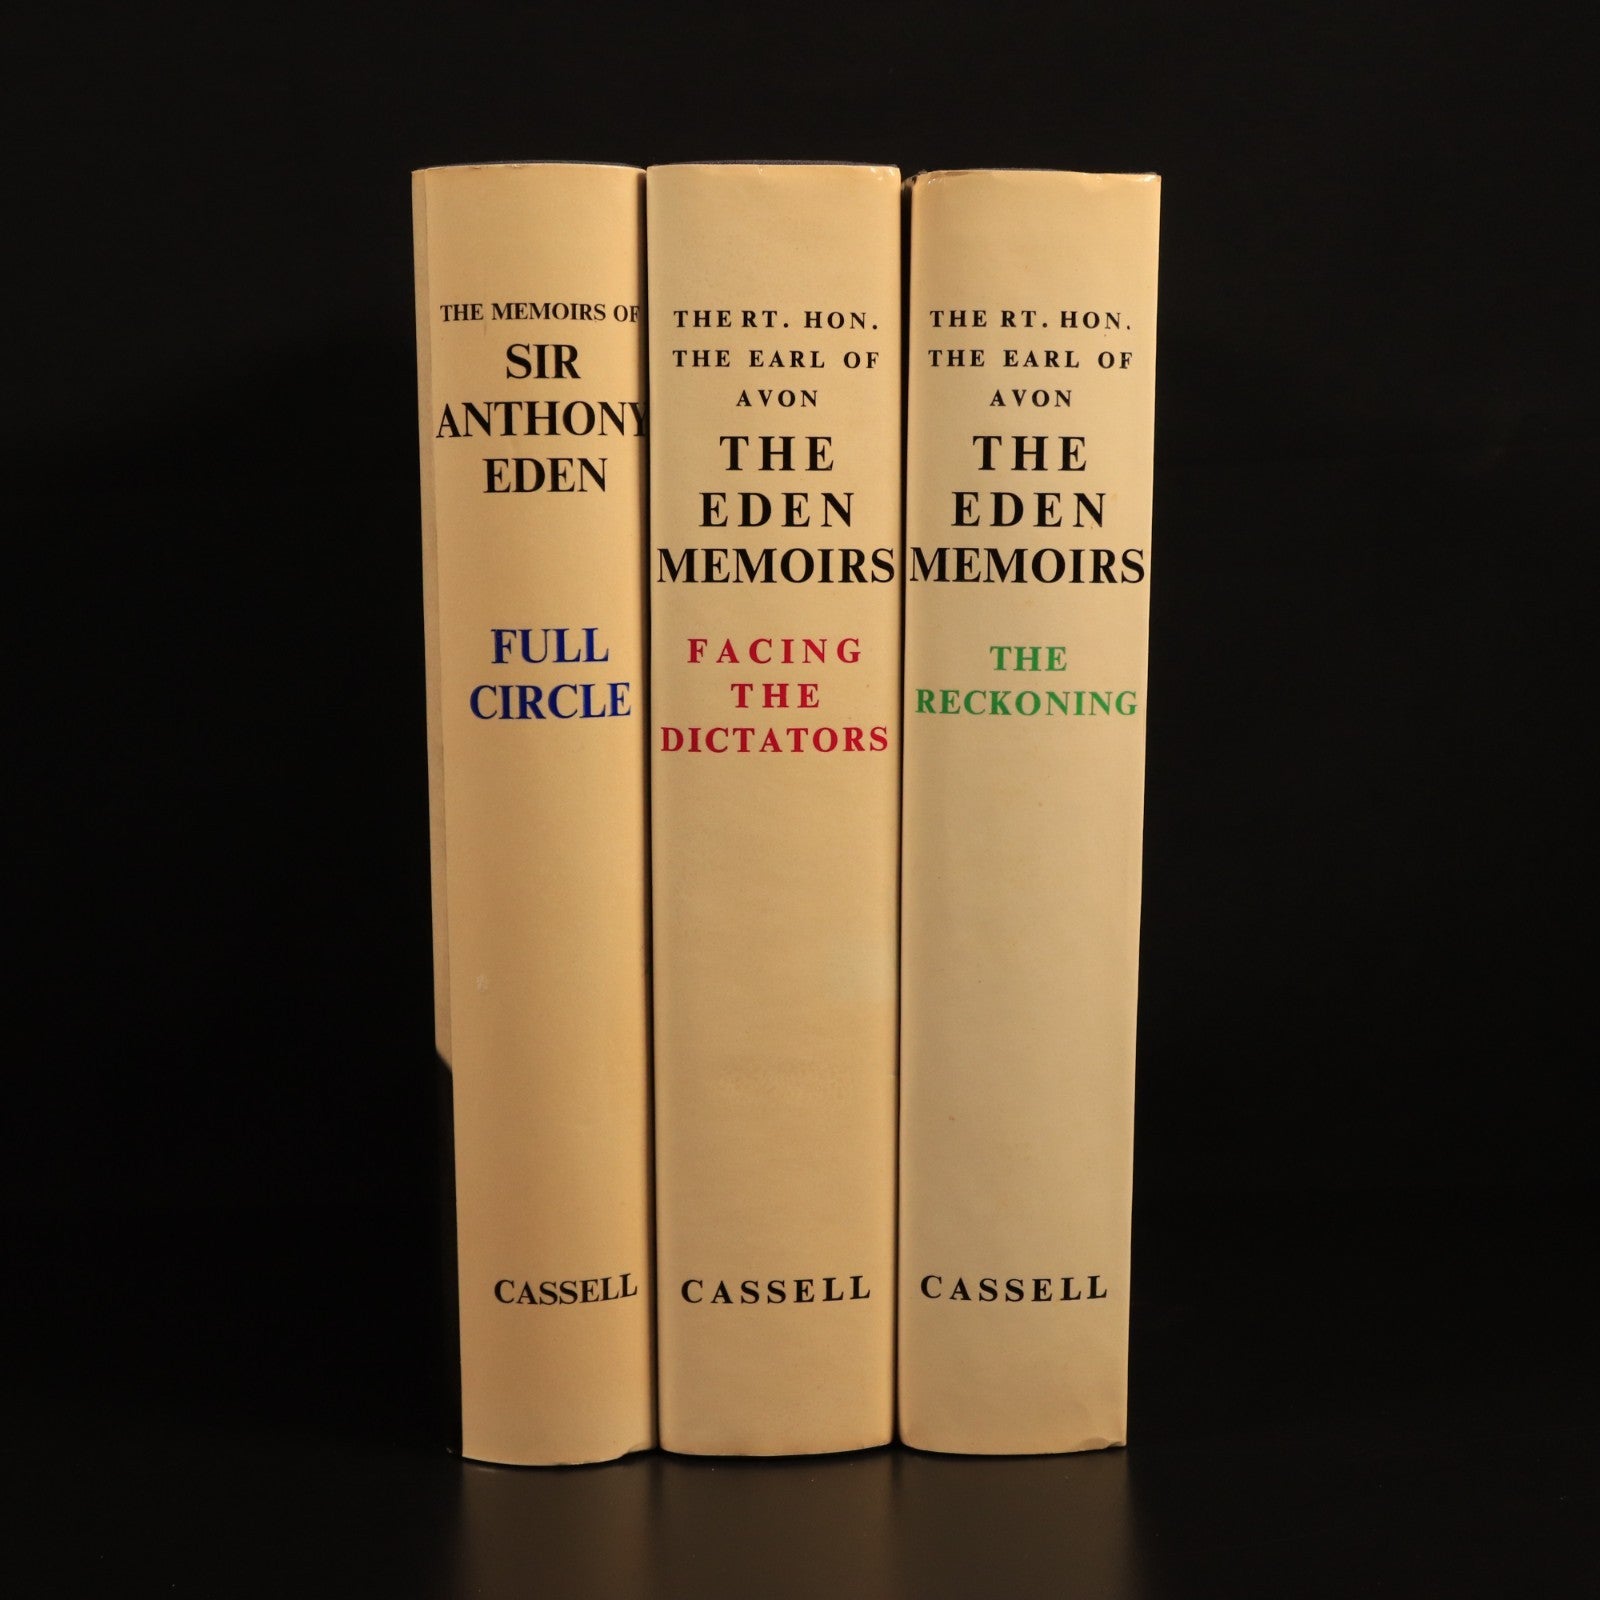 THE MEMOIRS OF
SIR
ANTHONY
EDEN
FULL
CIRCLE
CASSELL
THE RT. HON.
THE EARL OF
AVON
THE
EDEN
MEMOIRS
FACING
THE
DICTATORS
CASSELL
THE RT. HON.
THE EARL OF
AVON
THE
EDEN
MEMOIRS
THE
RECKONING
CASSELL